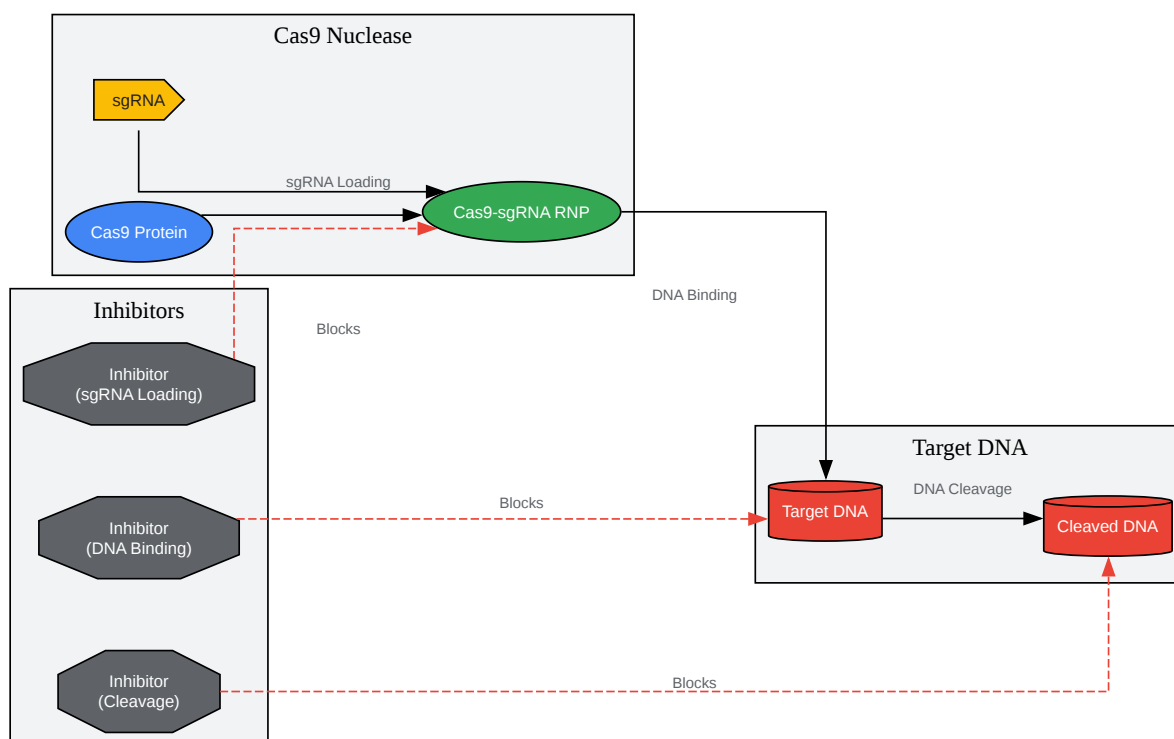 Cas9 Nuclease
sgRNA
sgRNA Loading
Cas9 Protein
Cas9-sgRNA RNP
DNA Binding
Inhibitors
Blocks
Inhibitor
(sgRNA Loading)
Target DNA
DNA Cleavage
Blocks
Target DNA
Cleaved DNA
Inhibitor
(DNA Binding)
Inhibitor
(Cleavage)
Blocks